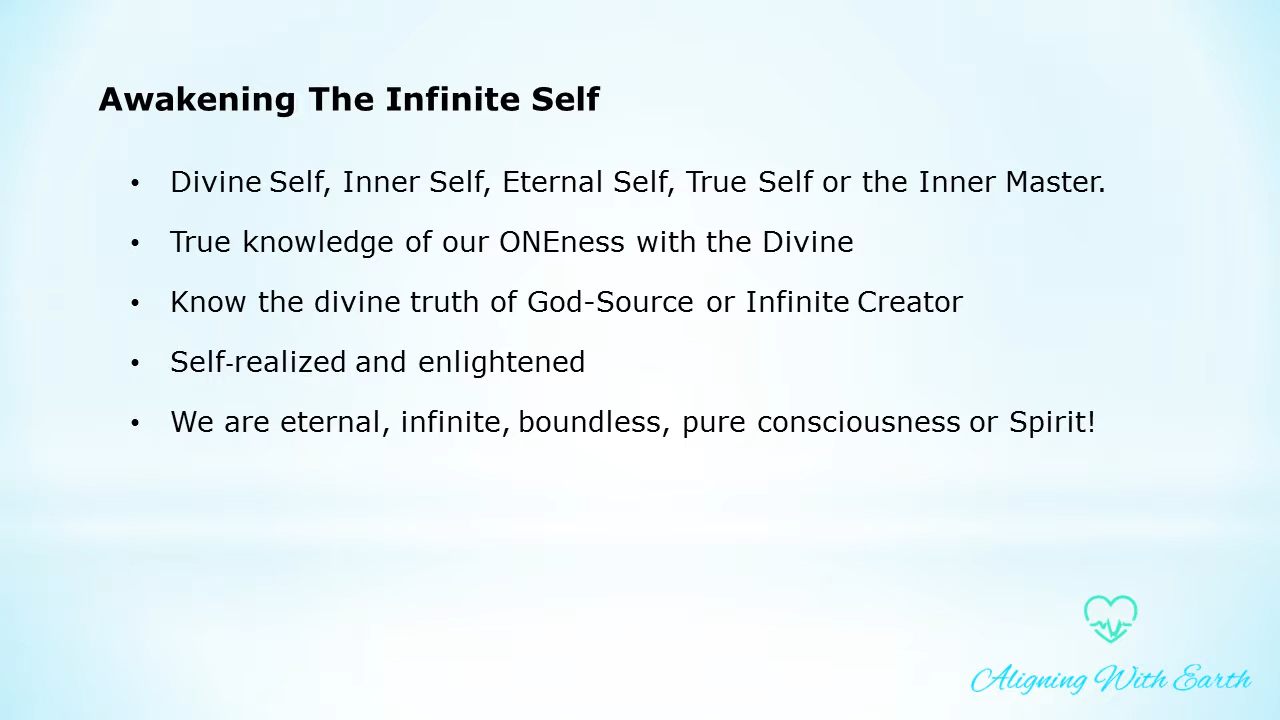 Awakening The Infinite Self
• Divine Self, Inner Self, Eternal Self, True Self or the Inner Master.
• True knowledge of our ONEness with the Divine
• Know the divine truth of God-Source or Infinite Creator
• Self-realized and enlightened
• We are eternal, infinite, boundless, pure consciousness or Spirit!
Aligning With Earth